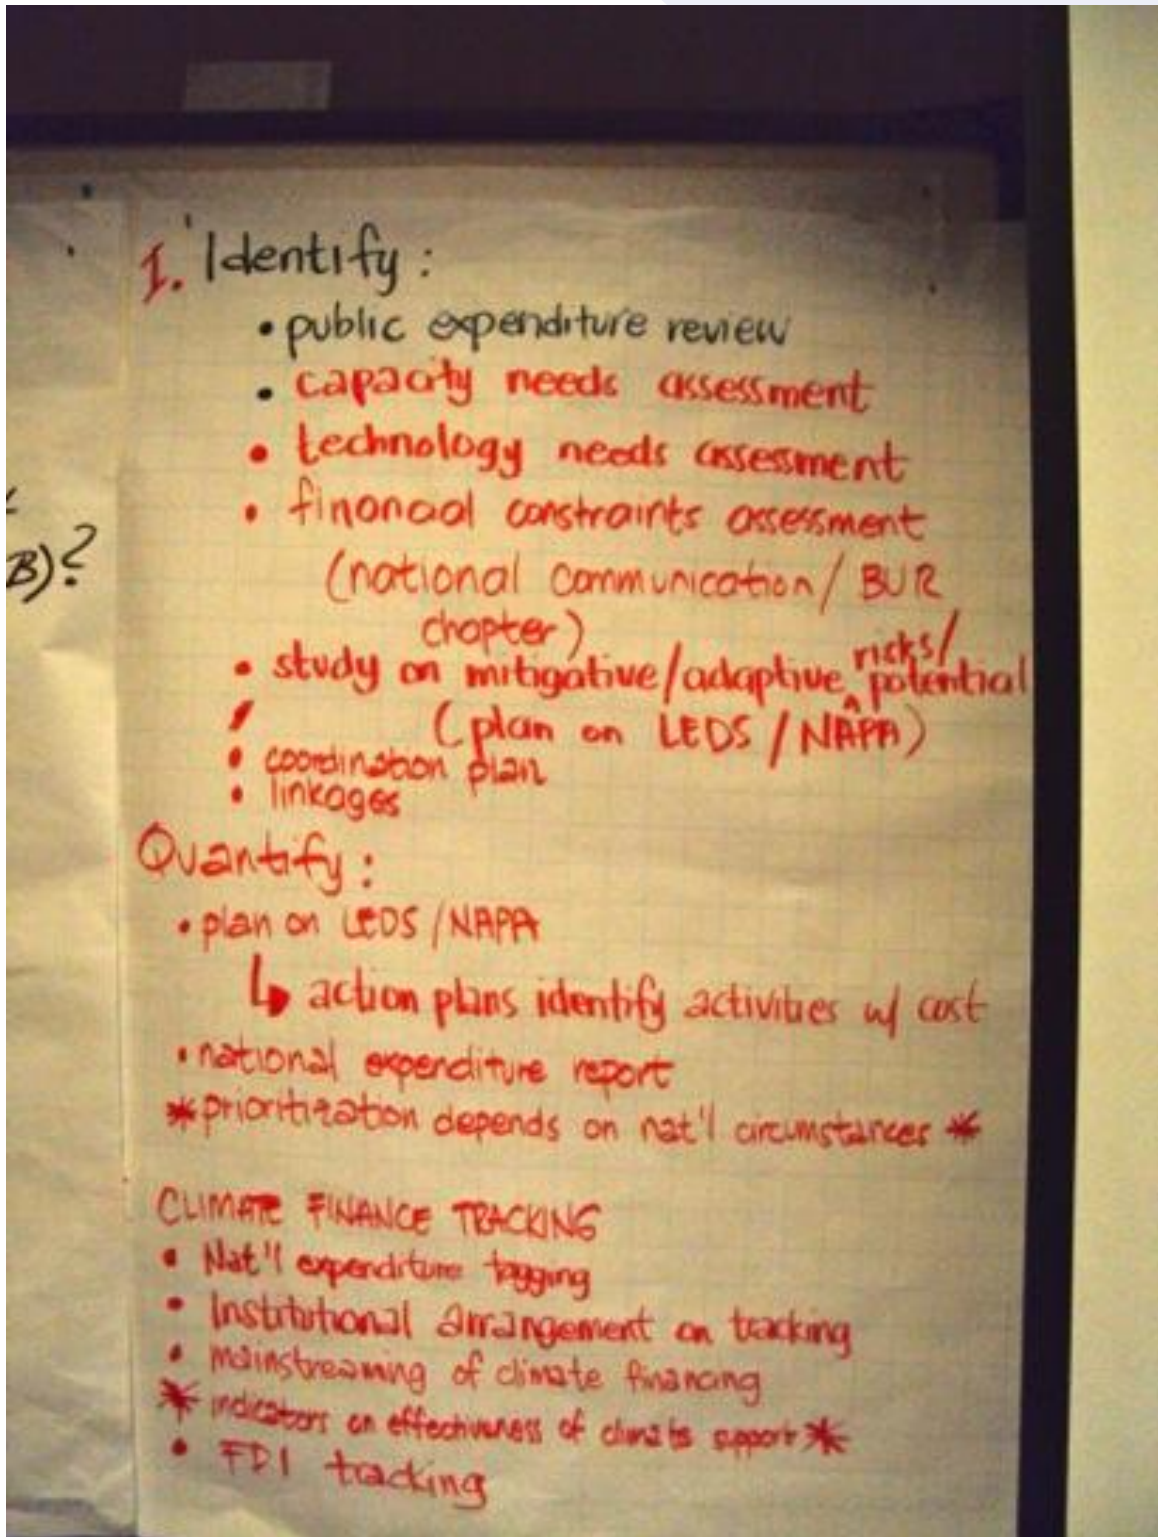 B)?
1. Identify:
• public expenditure review
• capacity needs assessment
• technology needs assessment
• financial constraints assessment
(national communication/BUR
chapter)
• study on mitigative/adaptive ^ risks/ potential
(plan on LEDS/NAPA)
• coordination plan
• linkages
Quantify:
• plan on LEDS/NAPA
↳ action plans identify activities w/ cost
• national expenditure report
* prioritization depends on nat'l circumstances *
CLIMATE FINANCE TRACKING
• Nat'l expenditure tagging
• Institutional arrangement on tracking
• mainstreaming of climate financing
* indicators on effectiveness of climate support *
• FDI tracking